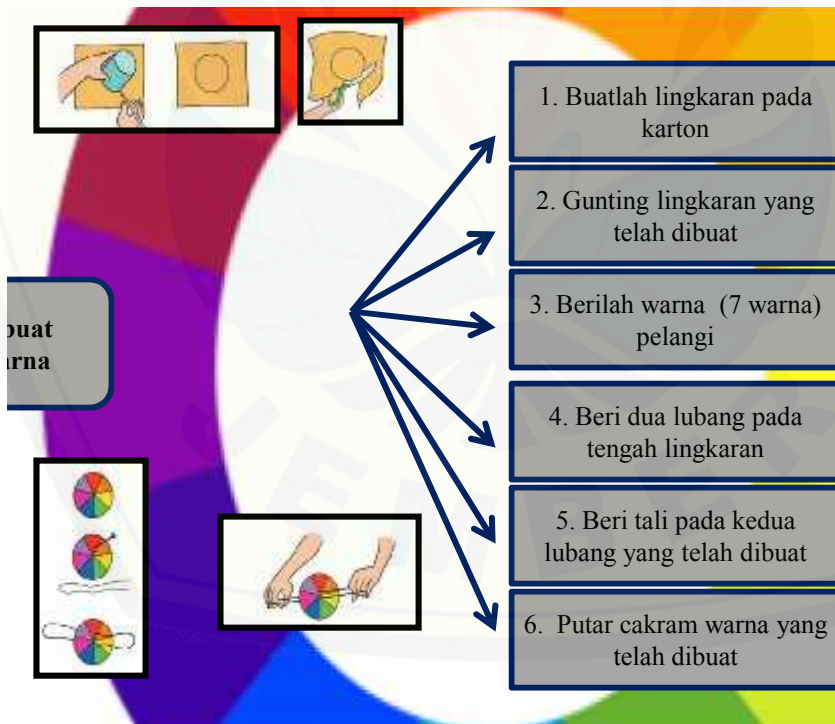 1. Buatlah lingkaran pada
karton
2. Gunting lingkaran yang
telah dibuat
3. Berilah warna (7 warna)
pelangi
buat
arna
4. Beri dua lubang pada
tengah lingkaran
5. Beri tali pada kedua
lubang yang telah dibuat
6. Putar cakram warna yang
telah dibuat
JEMBER